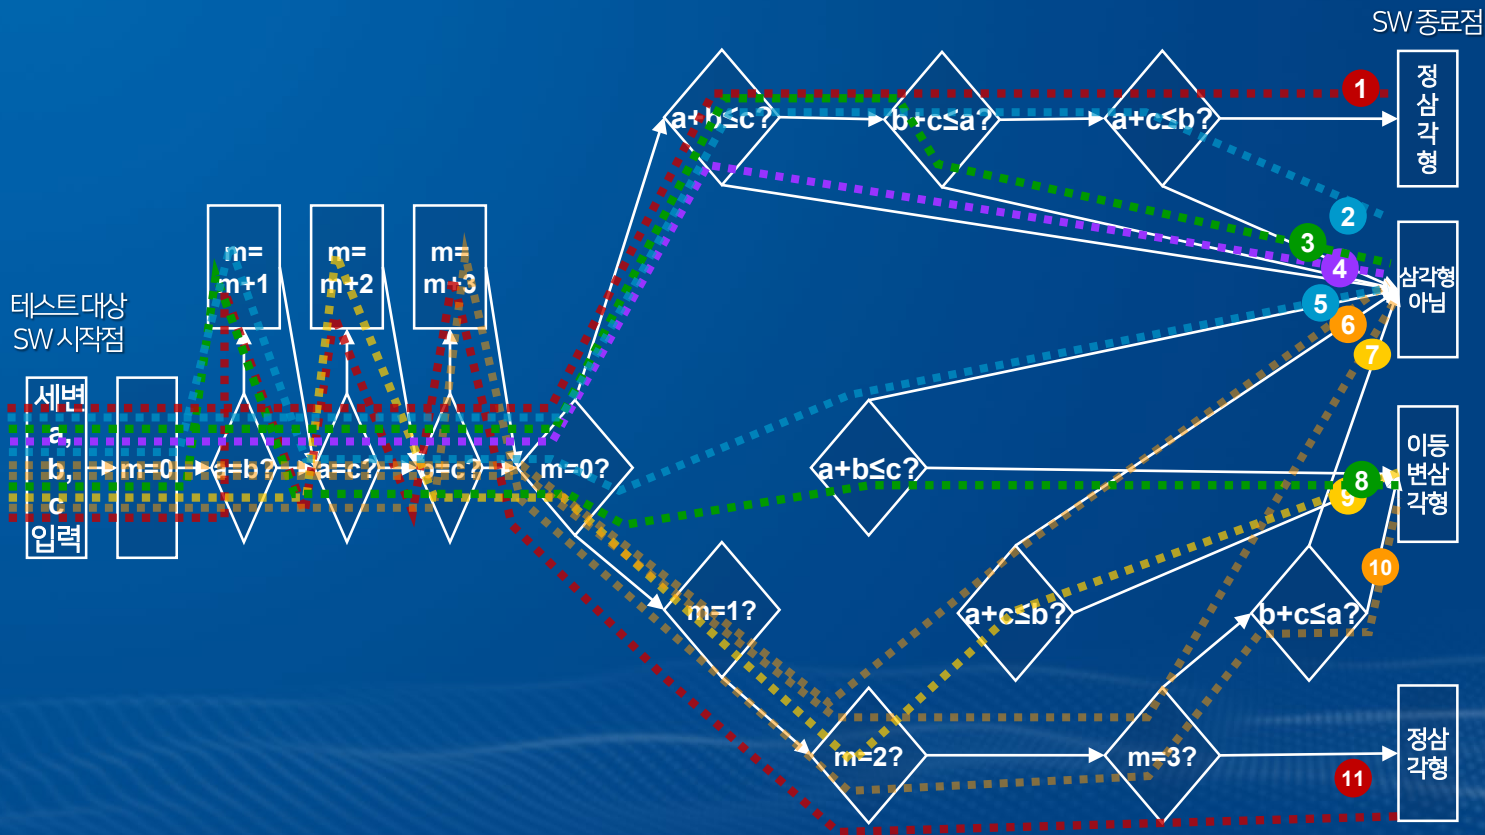 SW 종료점
정
삼
각
형
a+b≤c?
b+c≤a?
a+c≤b?
1
2
3
4
5
6
7
8
9
10
11
삼각형
아님
m=
m+1
m=
m+2
m=
m+3
테스트 대상
SW 시작점
세변
a,
b,
c
입력
m=0
a=b?
a=c?
b=c?
m=0?
a+b≤c?
이등
변삼
각형
m=1?
a+c≤b?
b+c≤a?
m=2?
m=3?
정삼
각형